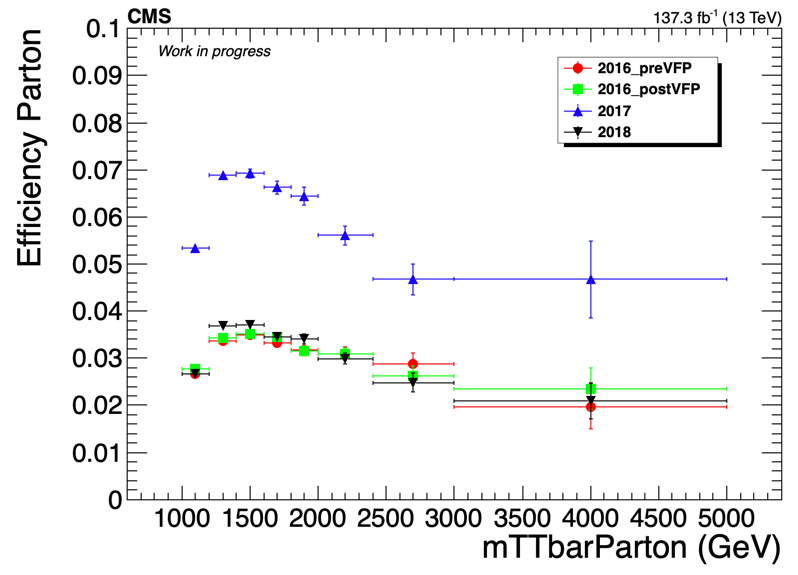 CMS
137.3 fb-1 (13 TeV)
Work in progress
0.1
0.09
0.08
0.07
0.06
0.05
0.04
0.03
0.02
0.01
0
Efficiency Parton
2016_preVFP
2016_postVFP
2017
2018
1000 1500 2000 2500 3000 3500 4000 4500 5000
mTTbarParton (GeV)